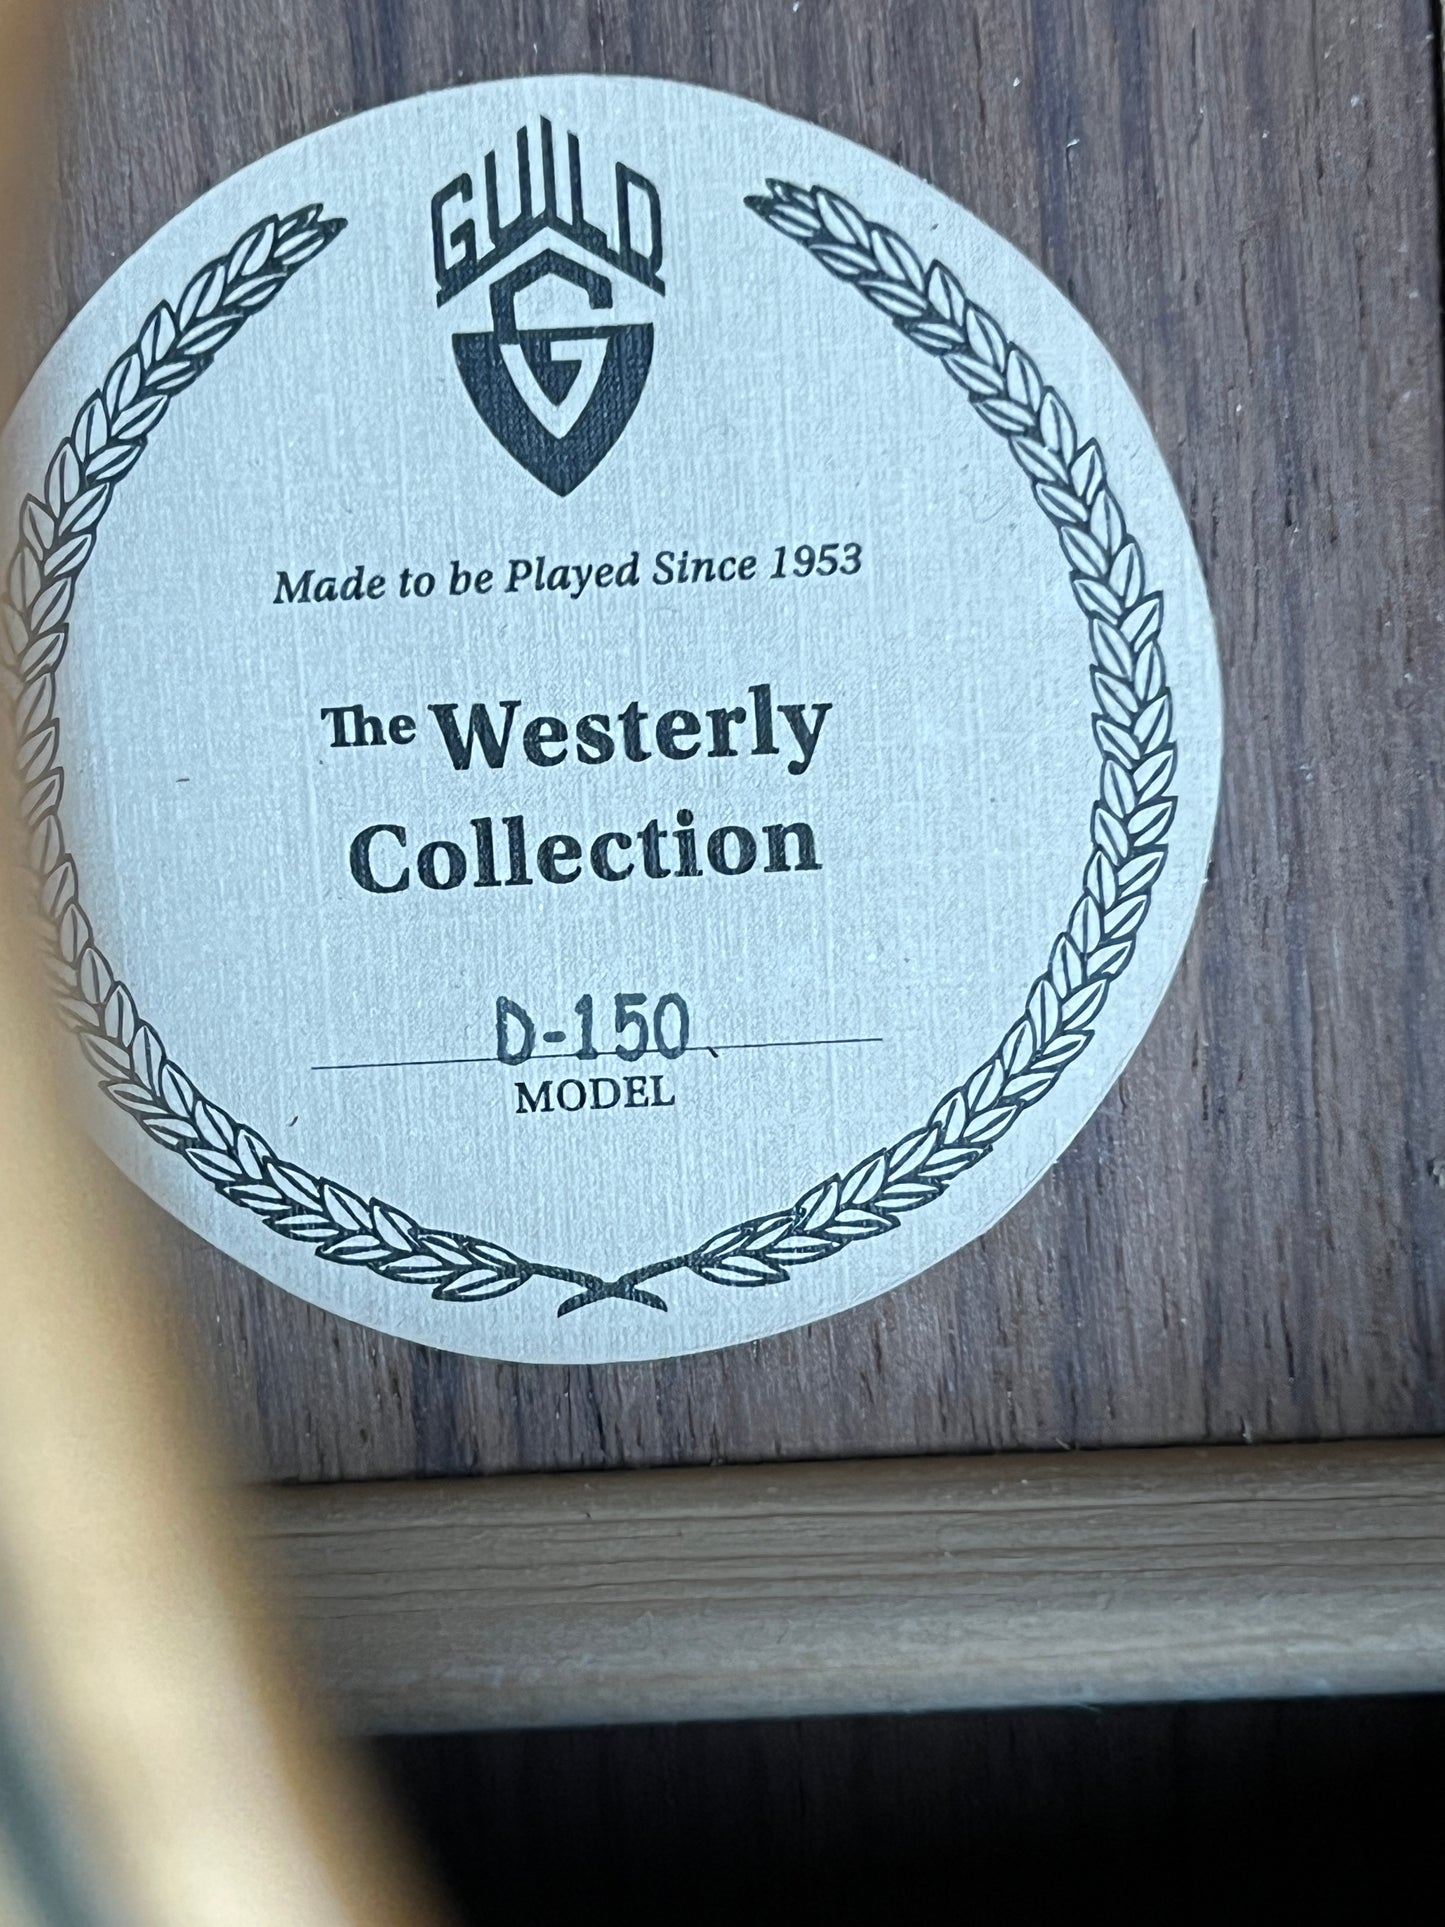 GUILD
G
Made to be Played Since 1953
The Westerly
Collection
D-150
MODEL